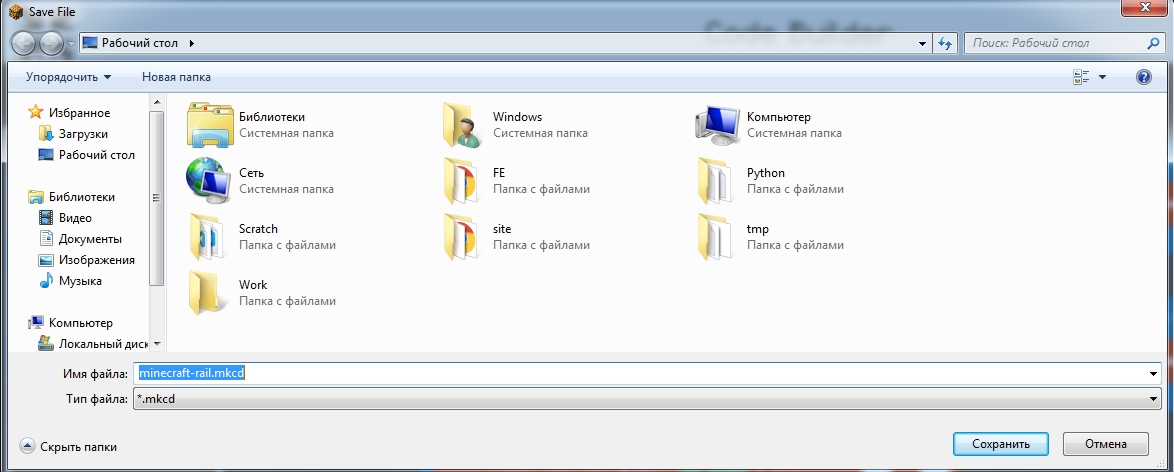 Save File
Code Builder
Рабочий стол
Поиск: Рабочий стол
Упорядочить
Новая папка
Избранное
Загрузки
Рабочий стол
Библиотеки
Видео
Документы
Изображения
Музыка
Компьютер
Локальный диск
Библиотеки
Системная папка
Windows
Системная папка
Компьютер
Системная папка
Сеть
Системная папка
FE
Папка с файлами
Python
Папка с файлами
Scratch
Папка с файлами
site
Папка с файлами
tmp
Папка с файлами
Work
Папка с файлами
Имя файла: minecraft-rail.mkcd
Тип файла: *.mkcd
Скрыть папки
Сохранить
Отмена